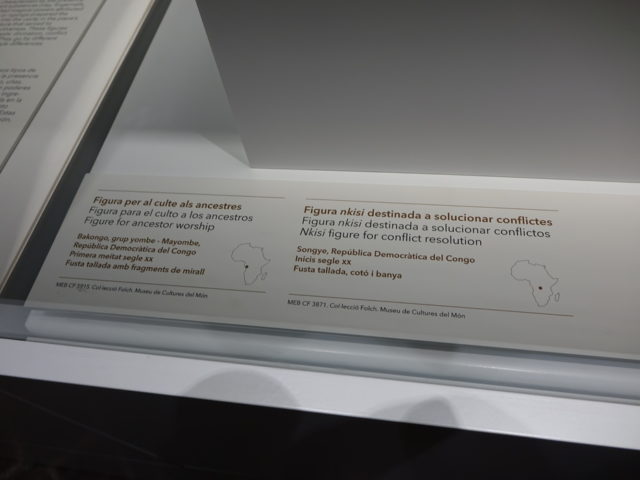 Figura per al culte als ancestres
Figura para el culto a los ancestros
Figure for ancestor worship
Bakongo, grup yombe - Mayombe,
República Democràtica del Congo
Primera meitat segle XX
Fusta tallada amb fragments de mirall
MEB CF Col·lecció Folch. Museu de Cultures del Món
Figura nkisi destinada a solucionar conflictes
Figura nkisi destinada a solucionar conflictos
Nkisi figure for conflict resolution
Songye, República Democràtica del Congo
Inicis segle XX
Fusta tallada, cotó i banya
MEB CF 3871. Col·lecció Folch. Museu de Cultures del Món